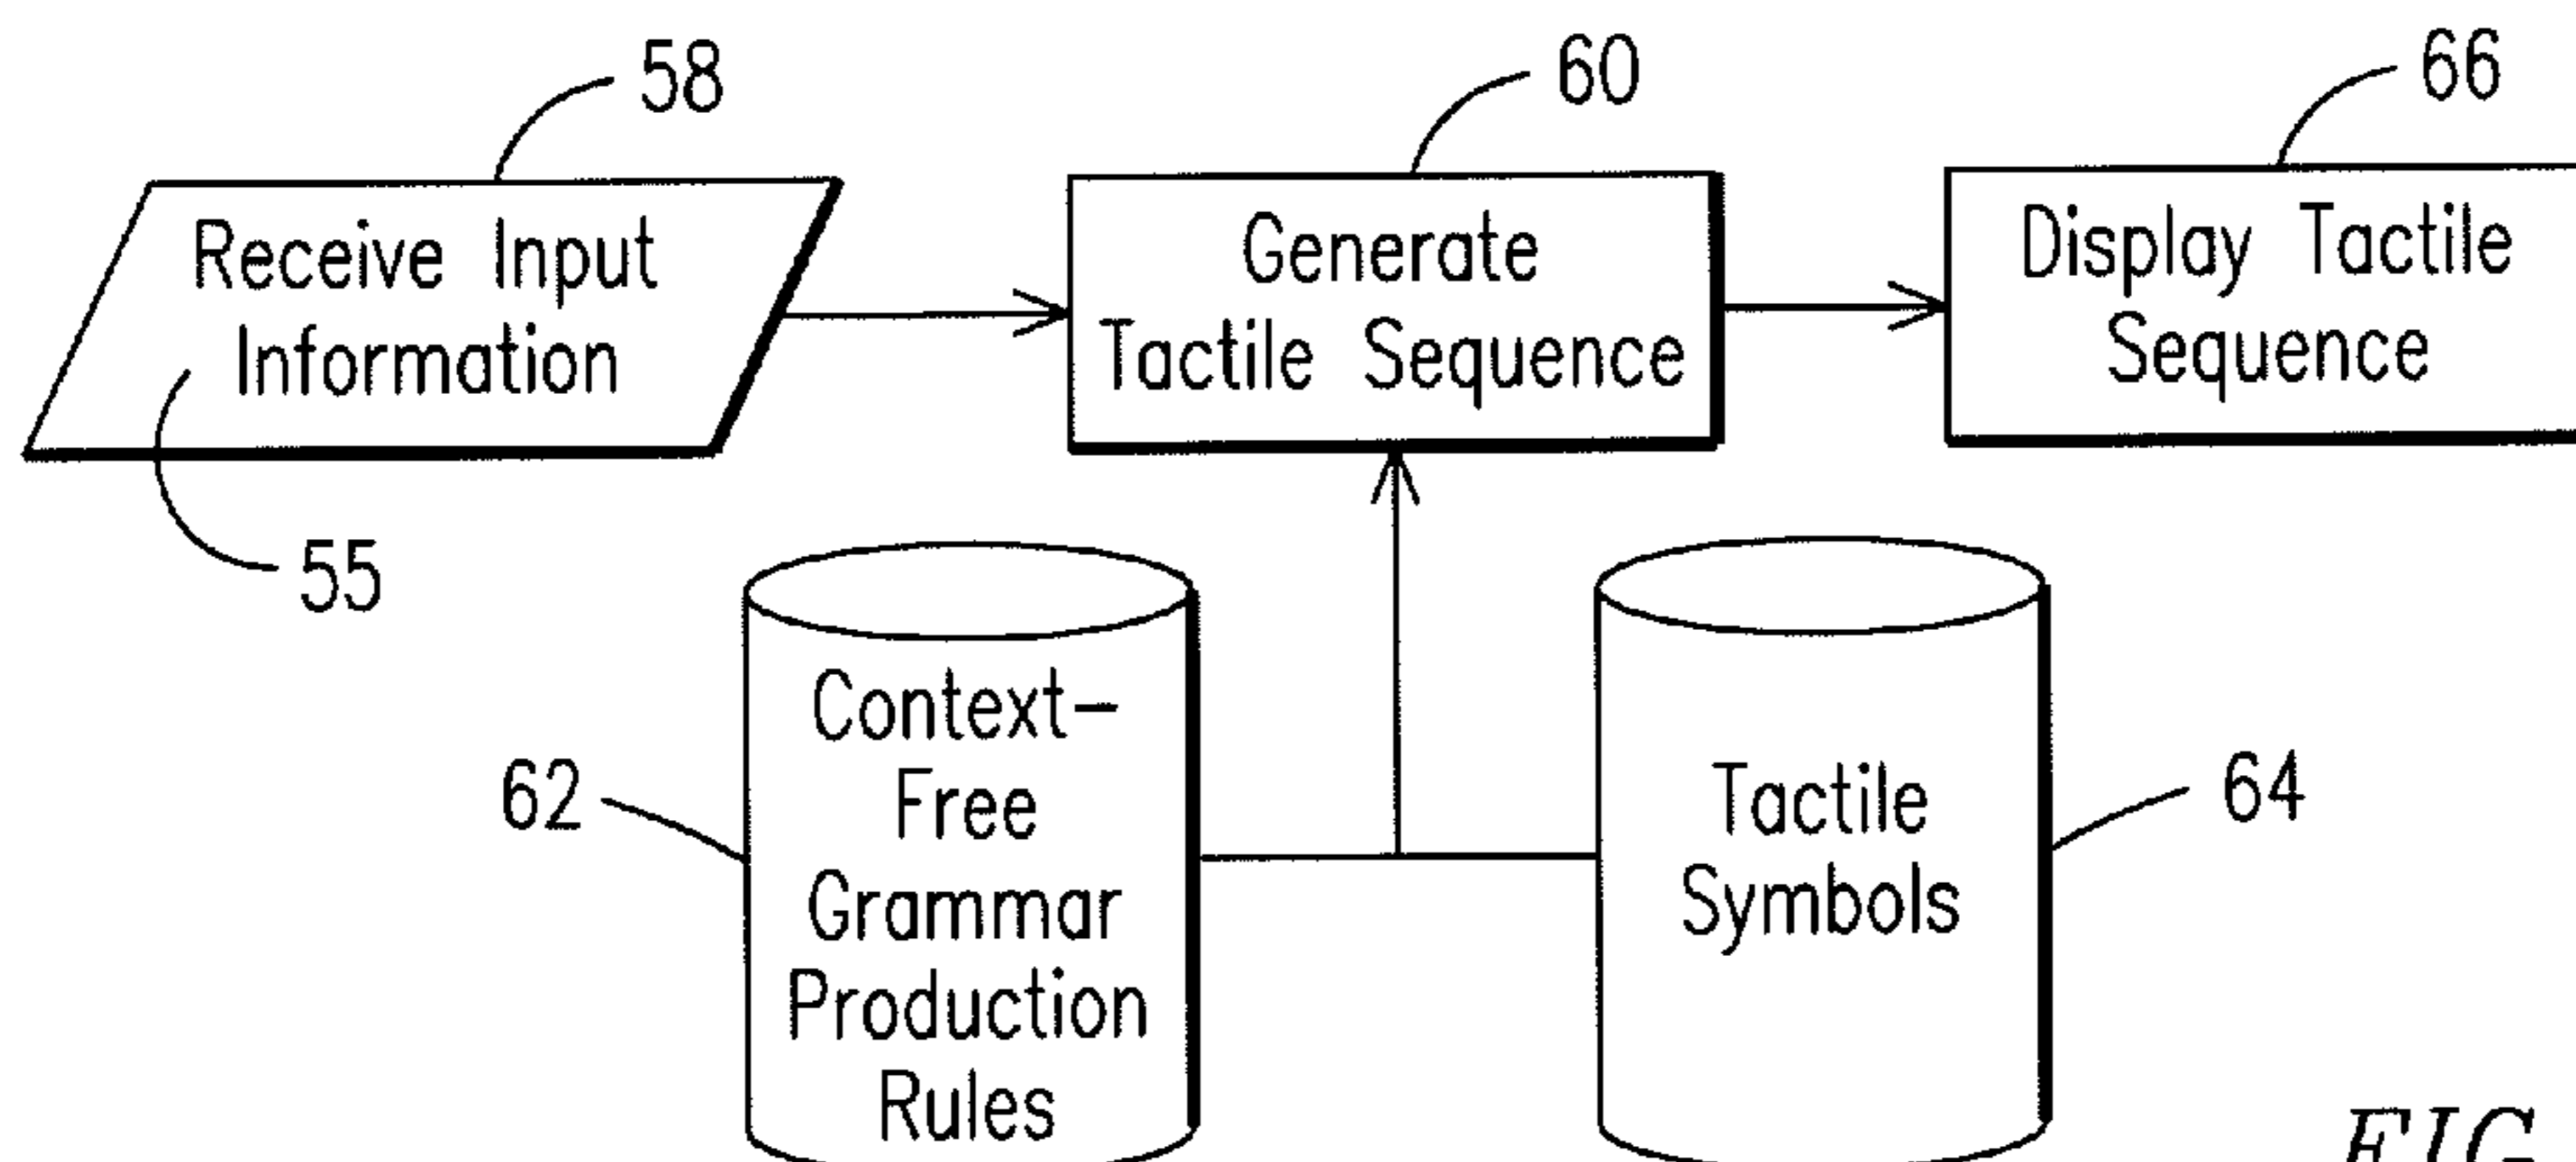 58
60
66
Receive Input
Information
Generate
Tactile Sequence
Display Tactile
Sequence
55
Context-
Free
Grammar
Production
Rules
62
Tactile
Symbols
64
FIG